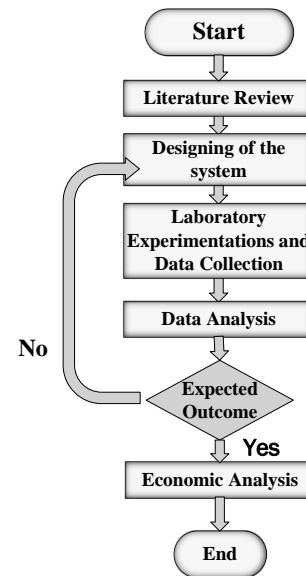 Start
Literature Review
Designing of the
system
Laboratory
Experimentations and
Data Collection
Data Analysis
No
Expected
Outcome
Yes
Economic Analysis
End